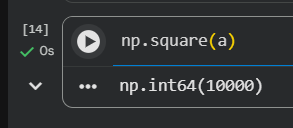 [14]
0s
np.square(a)
np.int64(10000)